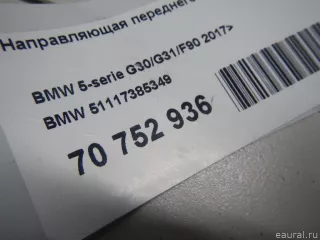 Направляющая переднего
BMW 5-serie G30/G31/F90 2017>
BMW 51117385349
70 752 936
eaural.ru